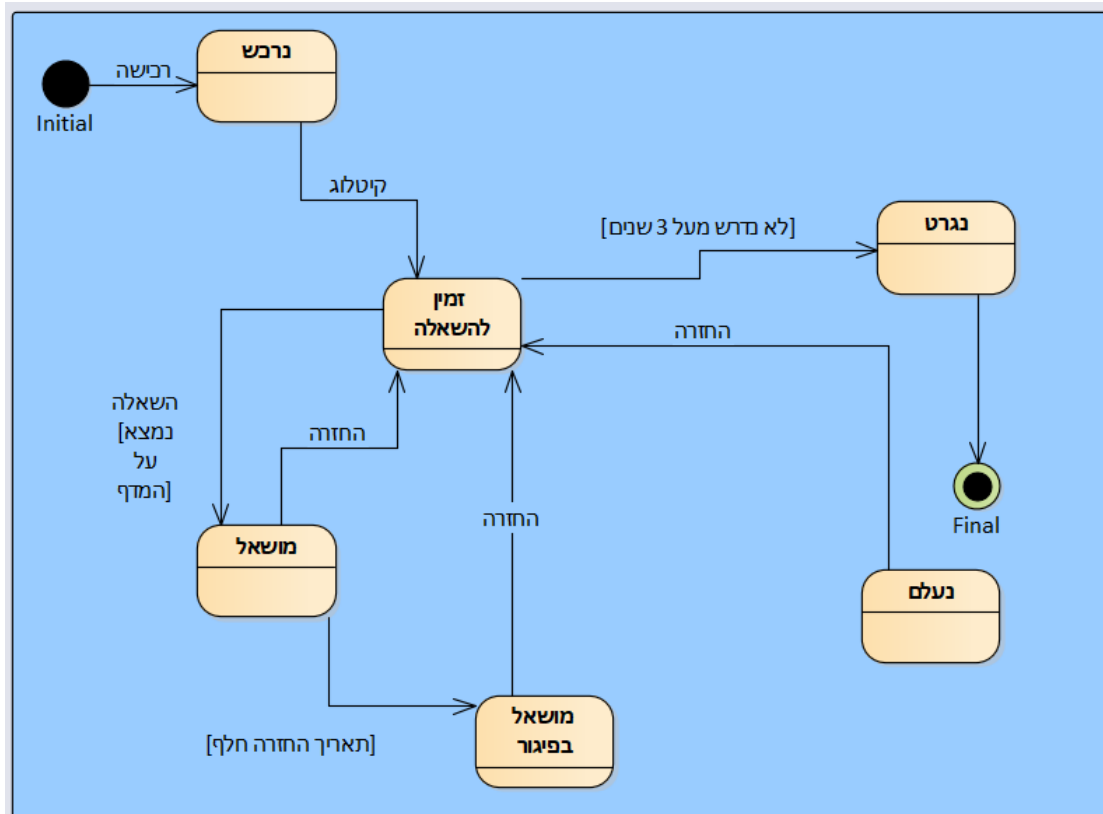 נרכש
רכישה
Initial
קיטלוג
נגרט
[לא נדרש מעל 3 שנים]
זמין
להשאלה
החזרה
השאלה
[נמצא
על
המדף]
החזרה
החזרה
Final
מושאל
נעלם
מושאל
בפיגור
[תאריך החזרה חלף]